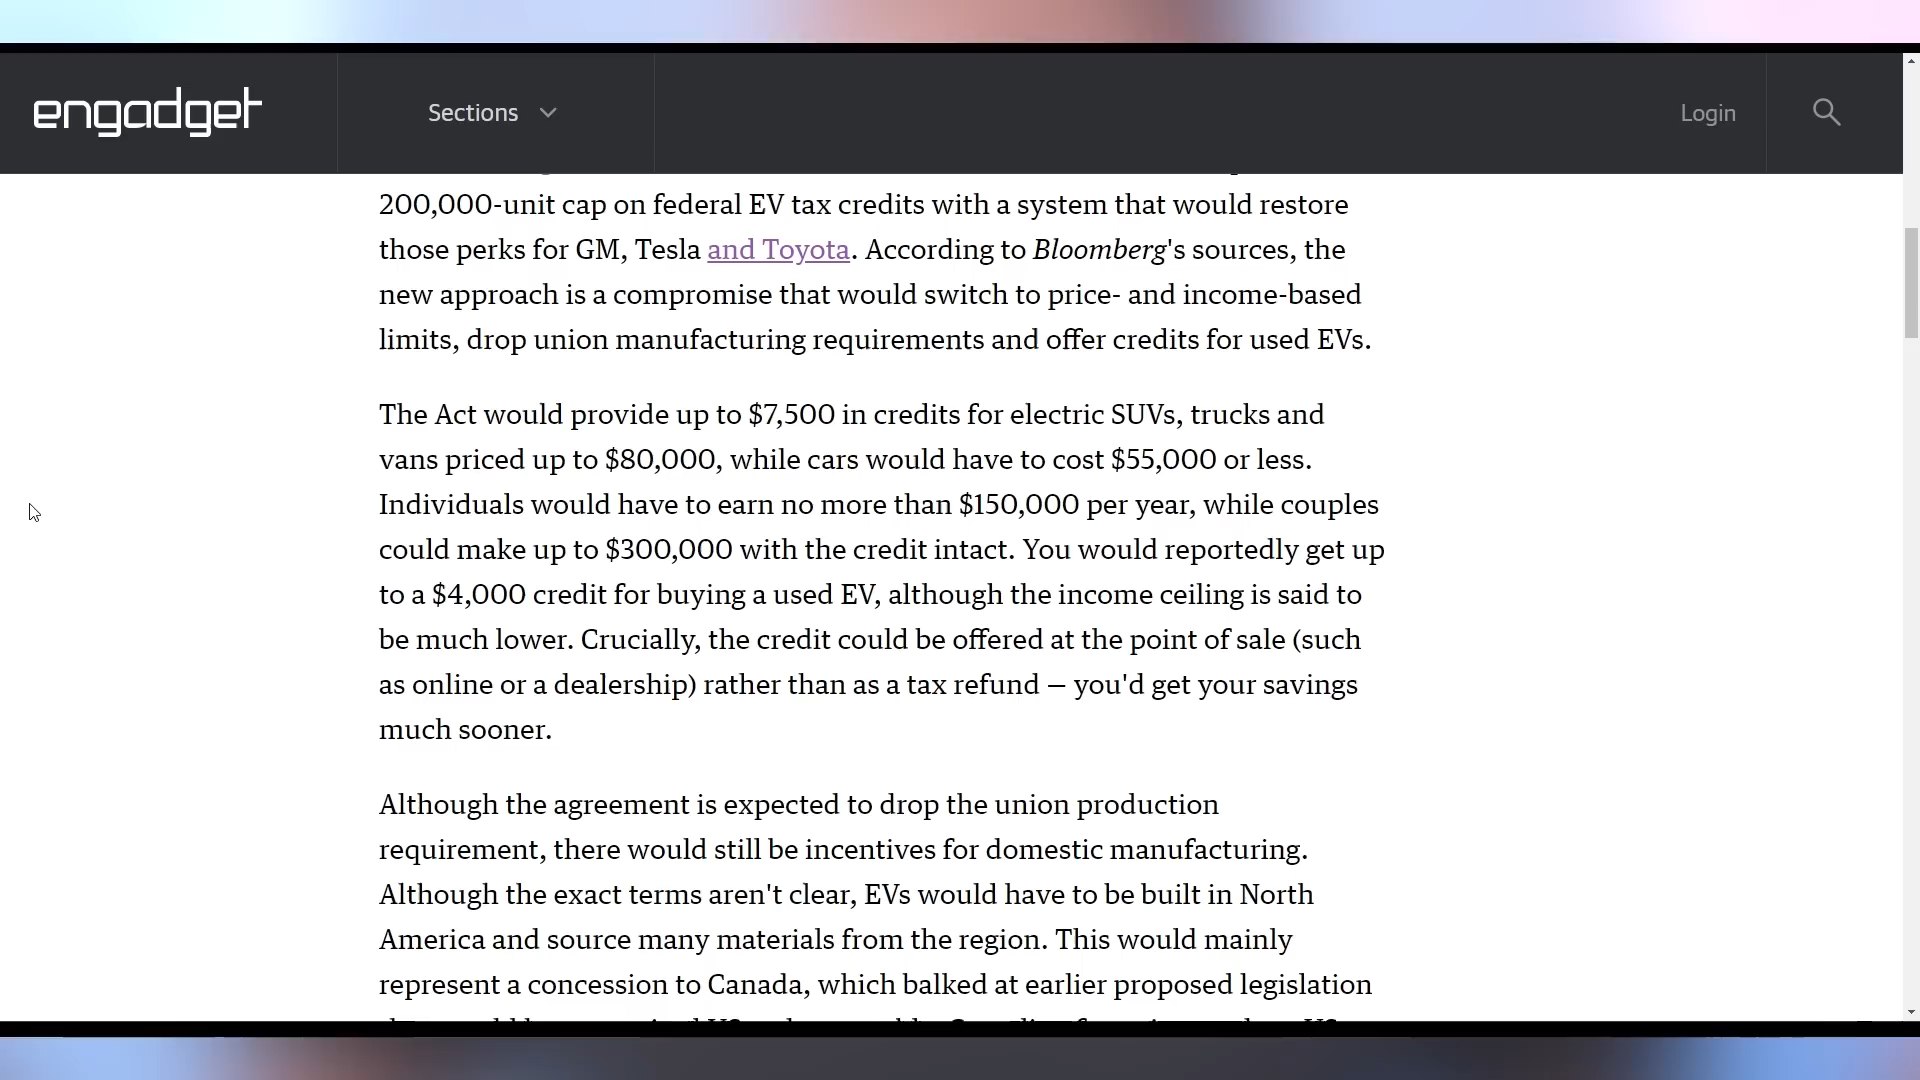 engadget
Sections
Login
200,000-unit cap on federal EV tax credits with a system that would restore
those perks for GM, Tesla and Toyota. According to Bloomberg's sources, the
new approach is a compromise that would switch to price- and income-based
limits, drop union manufacturing requirements and offer credits for used EVs.
The Act would provide up to $7,500 in credits for electric SUVs, trucks and
vans priced up to $80,000, while cars would have to cost $55,000 or less.
Individuals would have to earn no more than $150,000 per year, while couples
could make up to $300,000 with the credit intact. You would reportedly get up
to a $4,000 credit for buying a used EV, although the income ceiling is said to
be much lower. Crucially, the credit could be offered at the point of sale (such
as online or a dealership) rather than as a tax refund — you'd get your savings
much sooner.
Although the agreement is expected to drop the union production
requirement, there would still be incentives for domestic manufacturing.
Although the exact terms aren't clear, EVs would have to be built in North
America and source many materials from the region. This would mainly
represent a concession to Canada, which balked at earlier proposed legislation